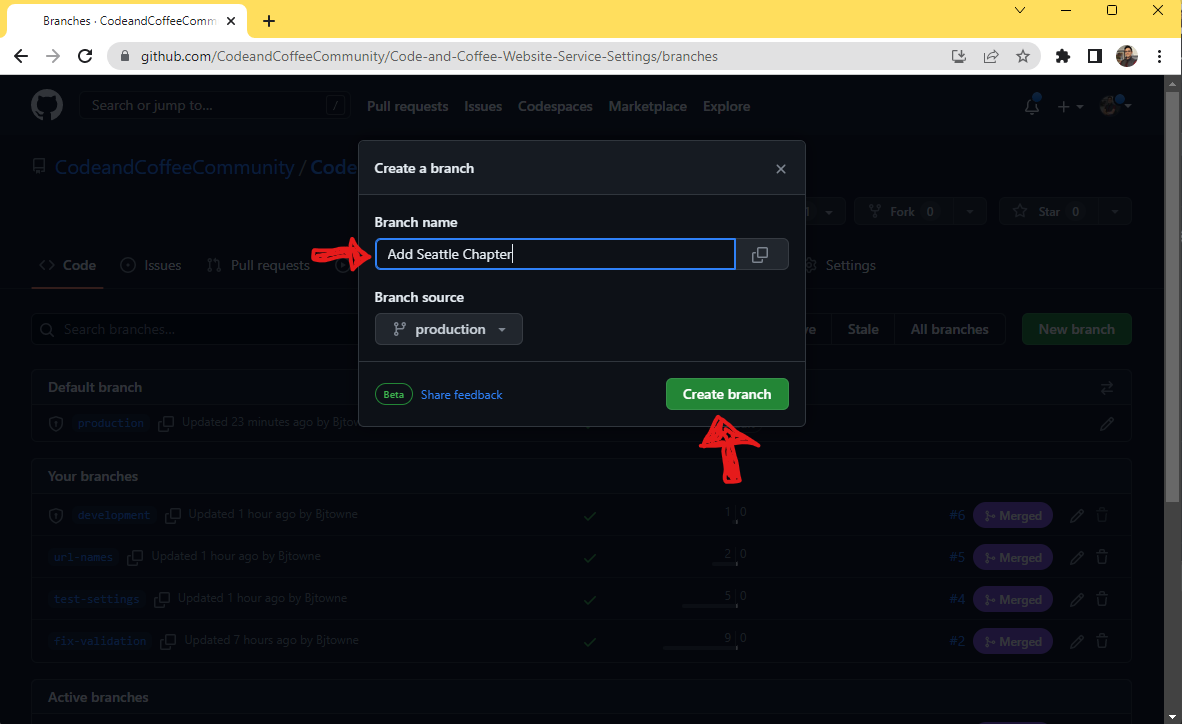 Branches · CodeandCoffeeComm
github.com/CodeandCoffeeCommunity/Code-and-Coffee-Website-Service-Settings/branches
Search or jump to... /
Pull requests Issues Codespaces Marketplace Explore
CodeandCoffeeCommunity / Code
Create a branch
Branch name
Add Seattle Chapter
Branch source
production
Beta Share feedback Create branch
Fork 0 Star 0
Code Issues Pull requests Settings
Search branches... Stale All branches New branch
Default branch
production Updated 23 minutes ago by Bjtow
Your branches
development Updated 1 hour ago by Bjtowne 1 0 #6 Merged
url-names Updated 1 hour ago by Bjtowne 2 0 #5 Merged
test-settings Updated 1 hour ago by Bjtowne 5 0 #4 Merged
fix-validation Updated 7 hours ago by Bjtowne 9 0 #2 Merged
Active branches